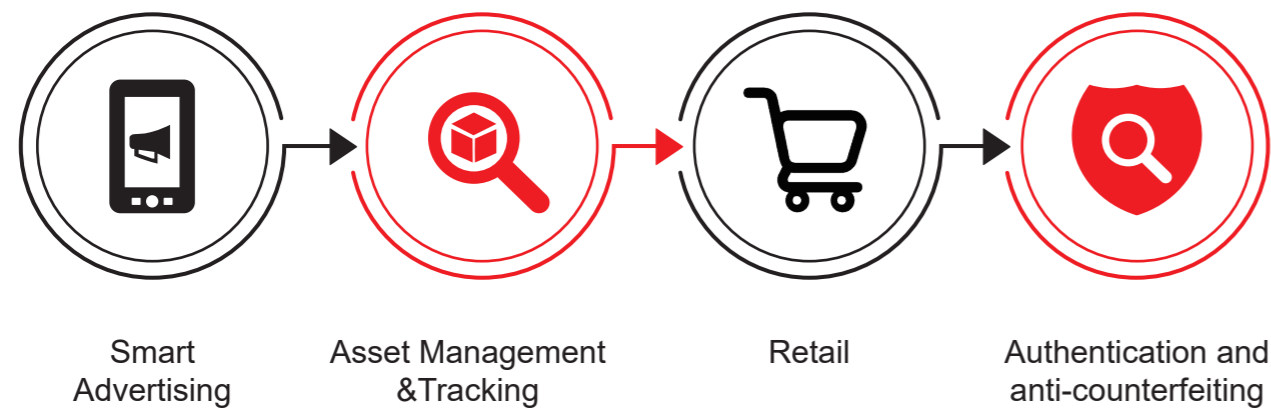 Smart
Advertising
Asset Management
&Tracking
Retail
Authentication and
anti-counterfeiting